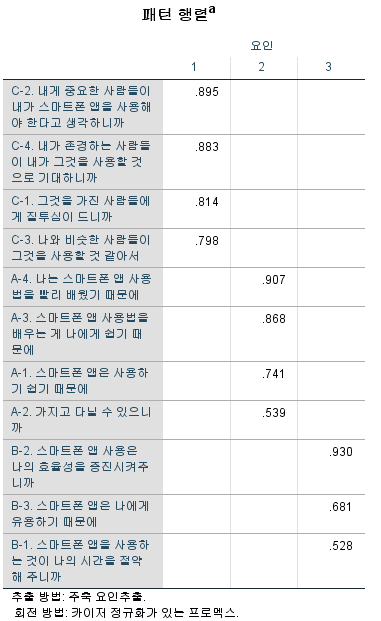 패턴 행렬a
요인
1 2 3
C-2. 내게 중요한 사람들이 .895
내가 스마트폰 앱을 사용해
야 한다고 생각하니까
C-4. 내가 존경하는 사람들 .883
이 내가 그것을 사용할 것
으로 기대하니까
C-1. 그것을 가진 사람들에 .814
게 질투심이 드니까
C-3. 나와 비슷한 사람들이 .798
그것을 사용할 것 같아서
A-4. 나는 스마트폰 앱 사용 .907
법을 빨리 배웠기 때문에
A-3. 스마트폰 앱 사용법을 .868
배우는 게 나에게 쉽기 때
문에
A-1. 스마트폰 앱은 사용하 .741
기 쉽기 때문에
A-2. 가지고 다닐 수 있으니 .539
까
B-2. 스마트폰 앱 사용은 .930
나의 효율성을 증진시켜주
니까
B-3. 스마트폰 앱은 나에게 .681
유용하기 때문에
B-1. 스마트폰 앱을 사용하 .528
는 것이 나의 시간을 절약
해 주니까
추출 방법: 주축 요인추출.
회전 방법: 카이저 정규화가 있는 프로멕스.